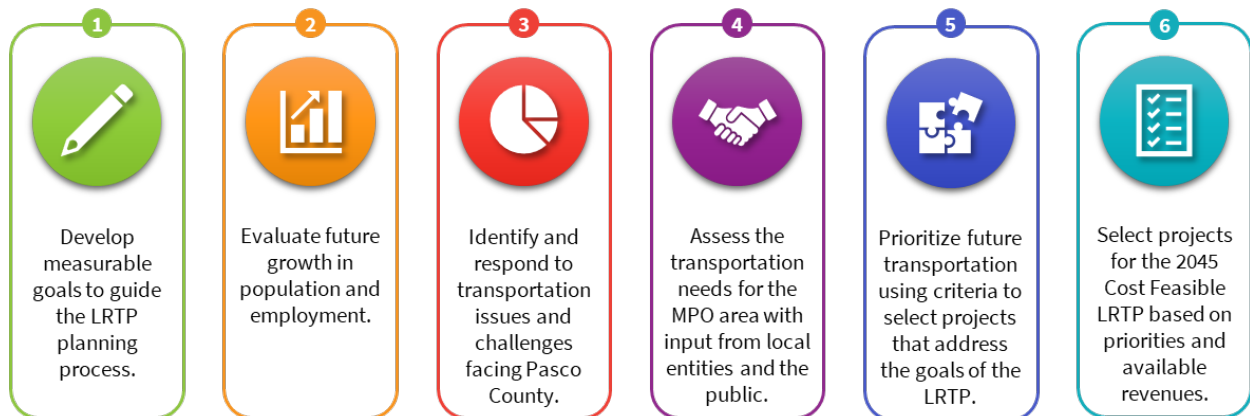 1
Develop
measurable
goals to guide
the LRTP
planning
process.
2
Evaluate future
growth in
population and
employment.
3
Identify and
respond to
transportation
issues and
challenges
facing Pasco
County.
4
Assess the
transportation
needs for the
MPO area with
input from local
entities and the
public.
5
Prioritize future
transportation
using criteria to
select projects
that address
the goals of the
LRTP.
6
Select projects
for the 2045
Cost Feasible
LRTP based on
priorities and
available
revenues.